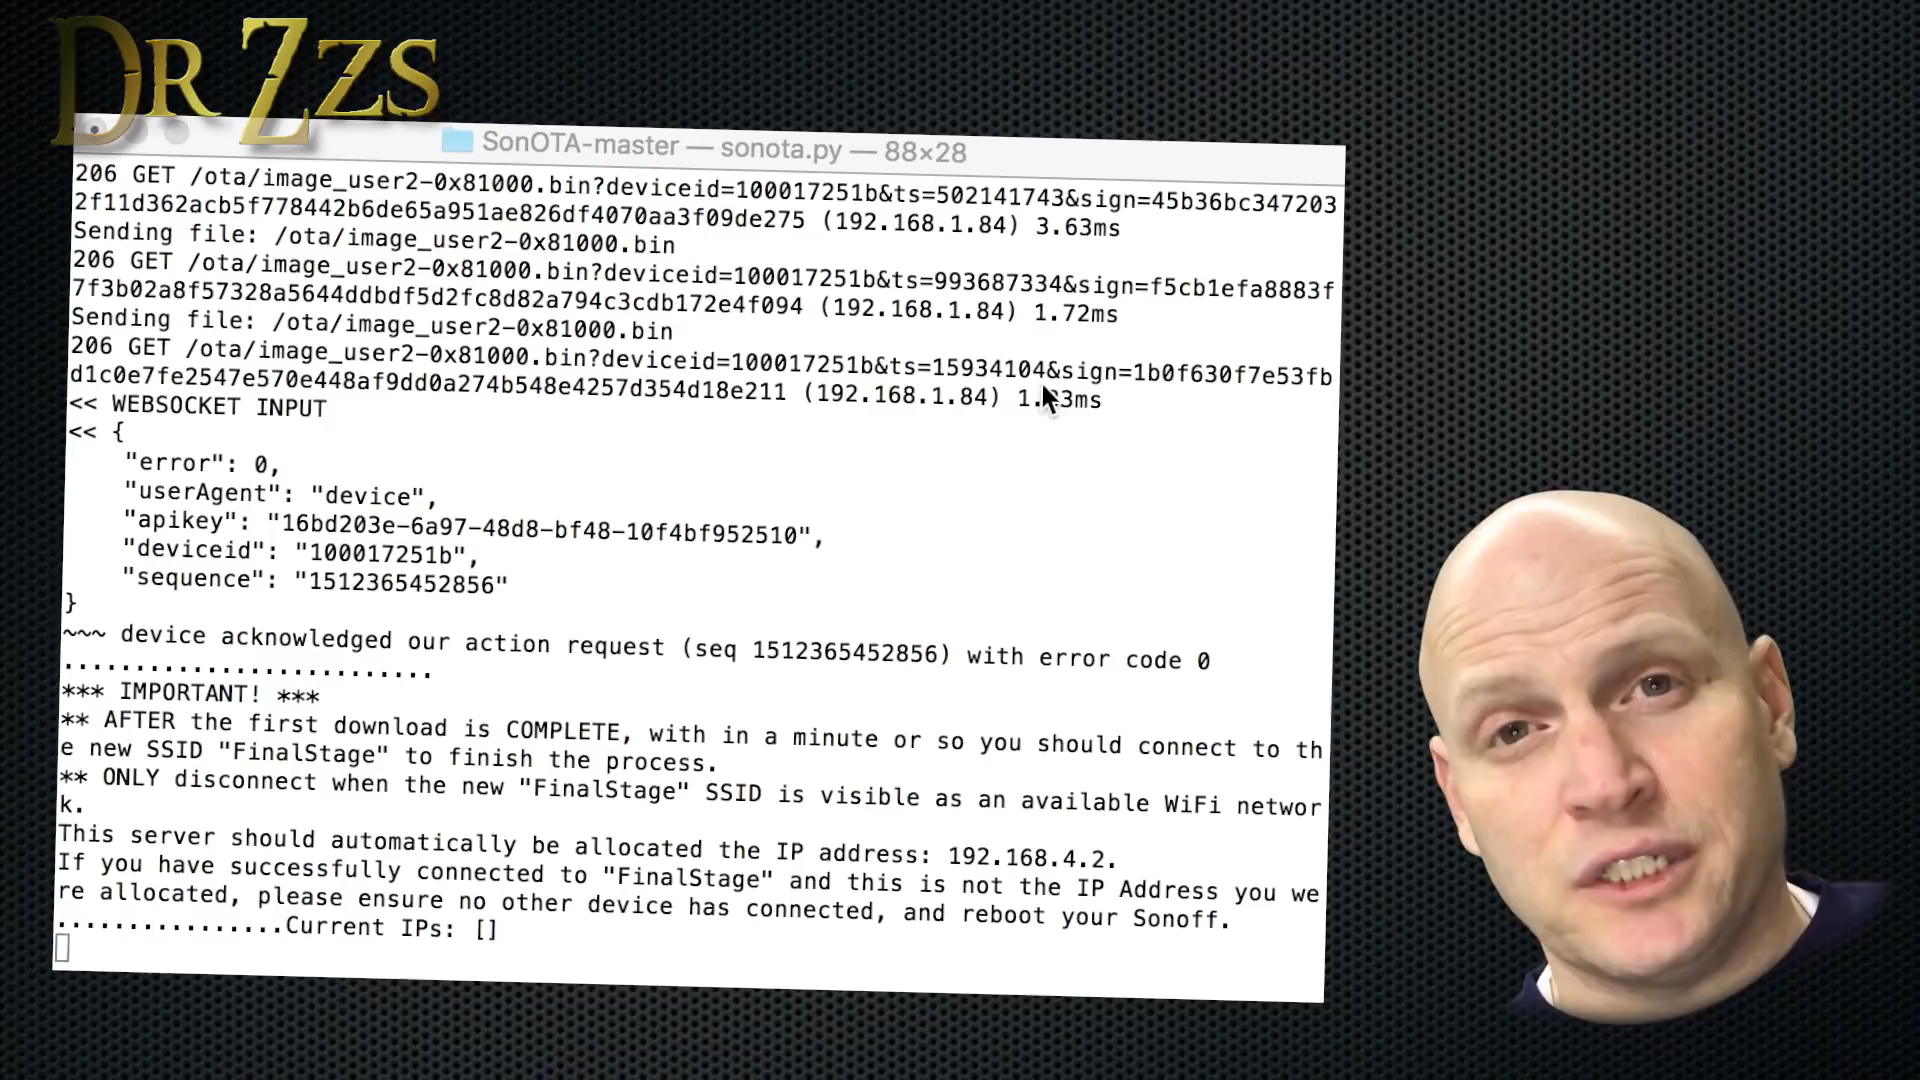 DR ZZS
SonOTA-master — sonota.py — 88×28
206 GET /ota/image_user2-0x81000.bin?deviceid=100017251b&ts=502141743&sign=45b36bc347203
2f11d362acb5f778442b6de65a951ae826df4070aa3f09de275 (192.168.1.84) 3.63ms
Sending file: /ota/image_user2-0x81000.bin
206 GET /ota/image_user2-0x81000.bin?deviceid=100017251b&ts=993687334&sign=f5cb1efa8883f
7f3b02a8f57328a5644ddbdf5d2fc8d82a794c3cdb172e4f094 (192.168.1.84) 1.72ms
Sending file: /ota/image_user2-0x81000.bin
206 GET /ota/image_user2-0x81000.bin?deviceid=100017251b&ts=15934104&sign=1b0f630f7e53fb
d1c0e7fe2547e570e448af9dd0a274b548e4257d354d18e211 (192.168.1.84)
<< WEBSOCKET INPUT
<< {
"error": 0,
"userAgent": "device",
"apikey": "16bd203e-6a97-48d8-bf48-10f4bf952510",
"deviceid": "100017251b",
"sequence": "1512365452856"
}
~~~ device acknowledged our action request (seq 1512365452856) with error code 0
..........................
*** IMPORTANT! ***
** AFTER the first download is COMPLETE, with in a minute or so you should connect to th
e new SSID "FinalStage" to finish the process.
** ONLY disconnect when the new "FinalStage" SSID is visible as an available WiFi networ
k.
This server should automatically be allocated the IP address: 192.168.4.2.
If you have successfully connected to "FinalStage" and this is not the IP Address you we
re allocated, please ensure no other device has connected, and reboot your Sonoff.
................Current IPs: []